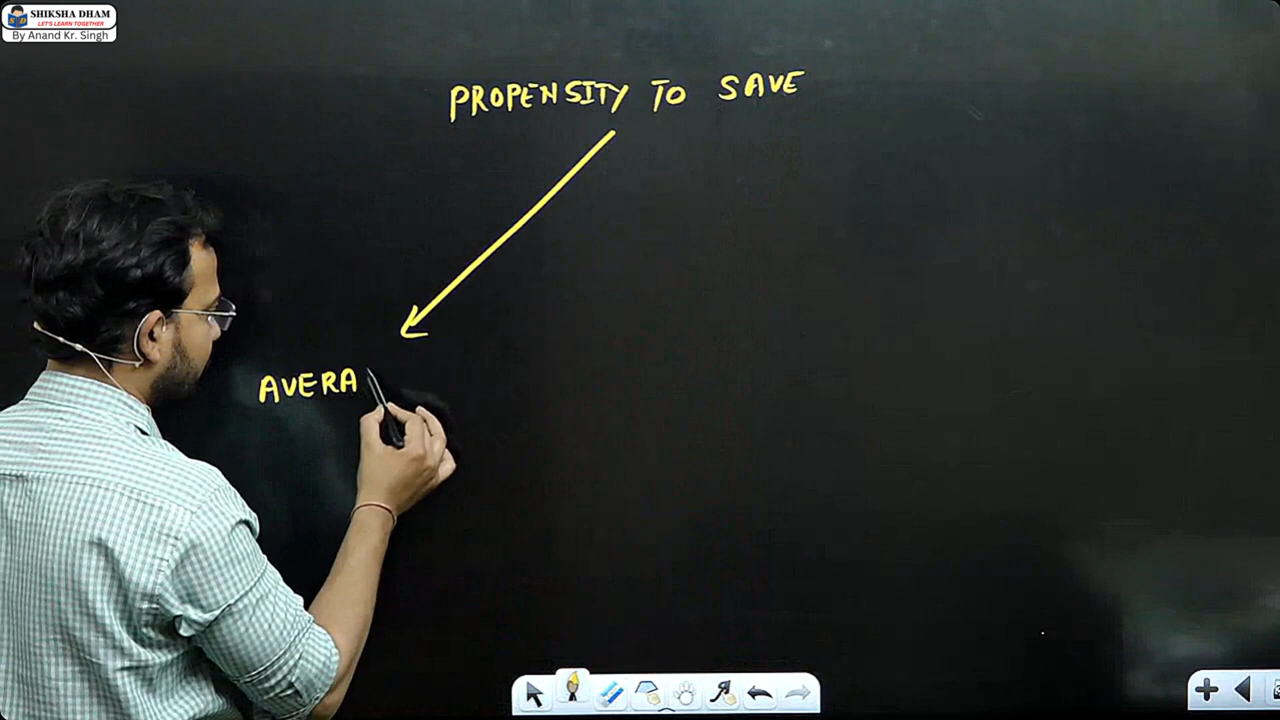 SHIKSHA DHAM
LET'S LEARN TOGETHER
By Anand Kr. Singh
PROPENSITY TO SAVE
AVERA